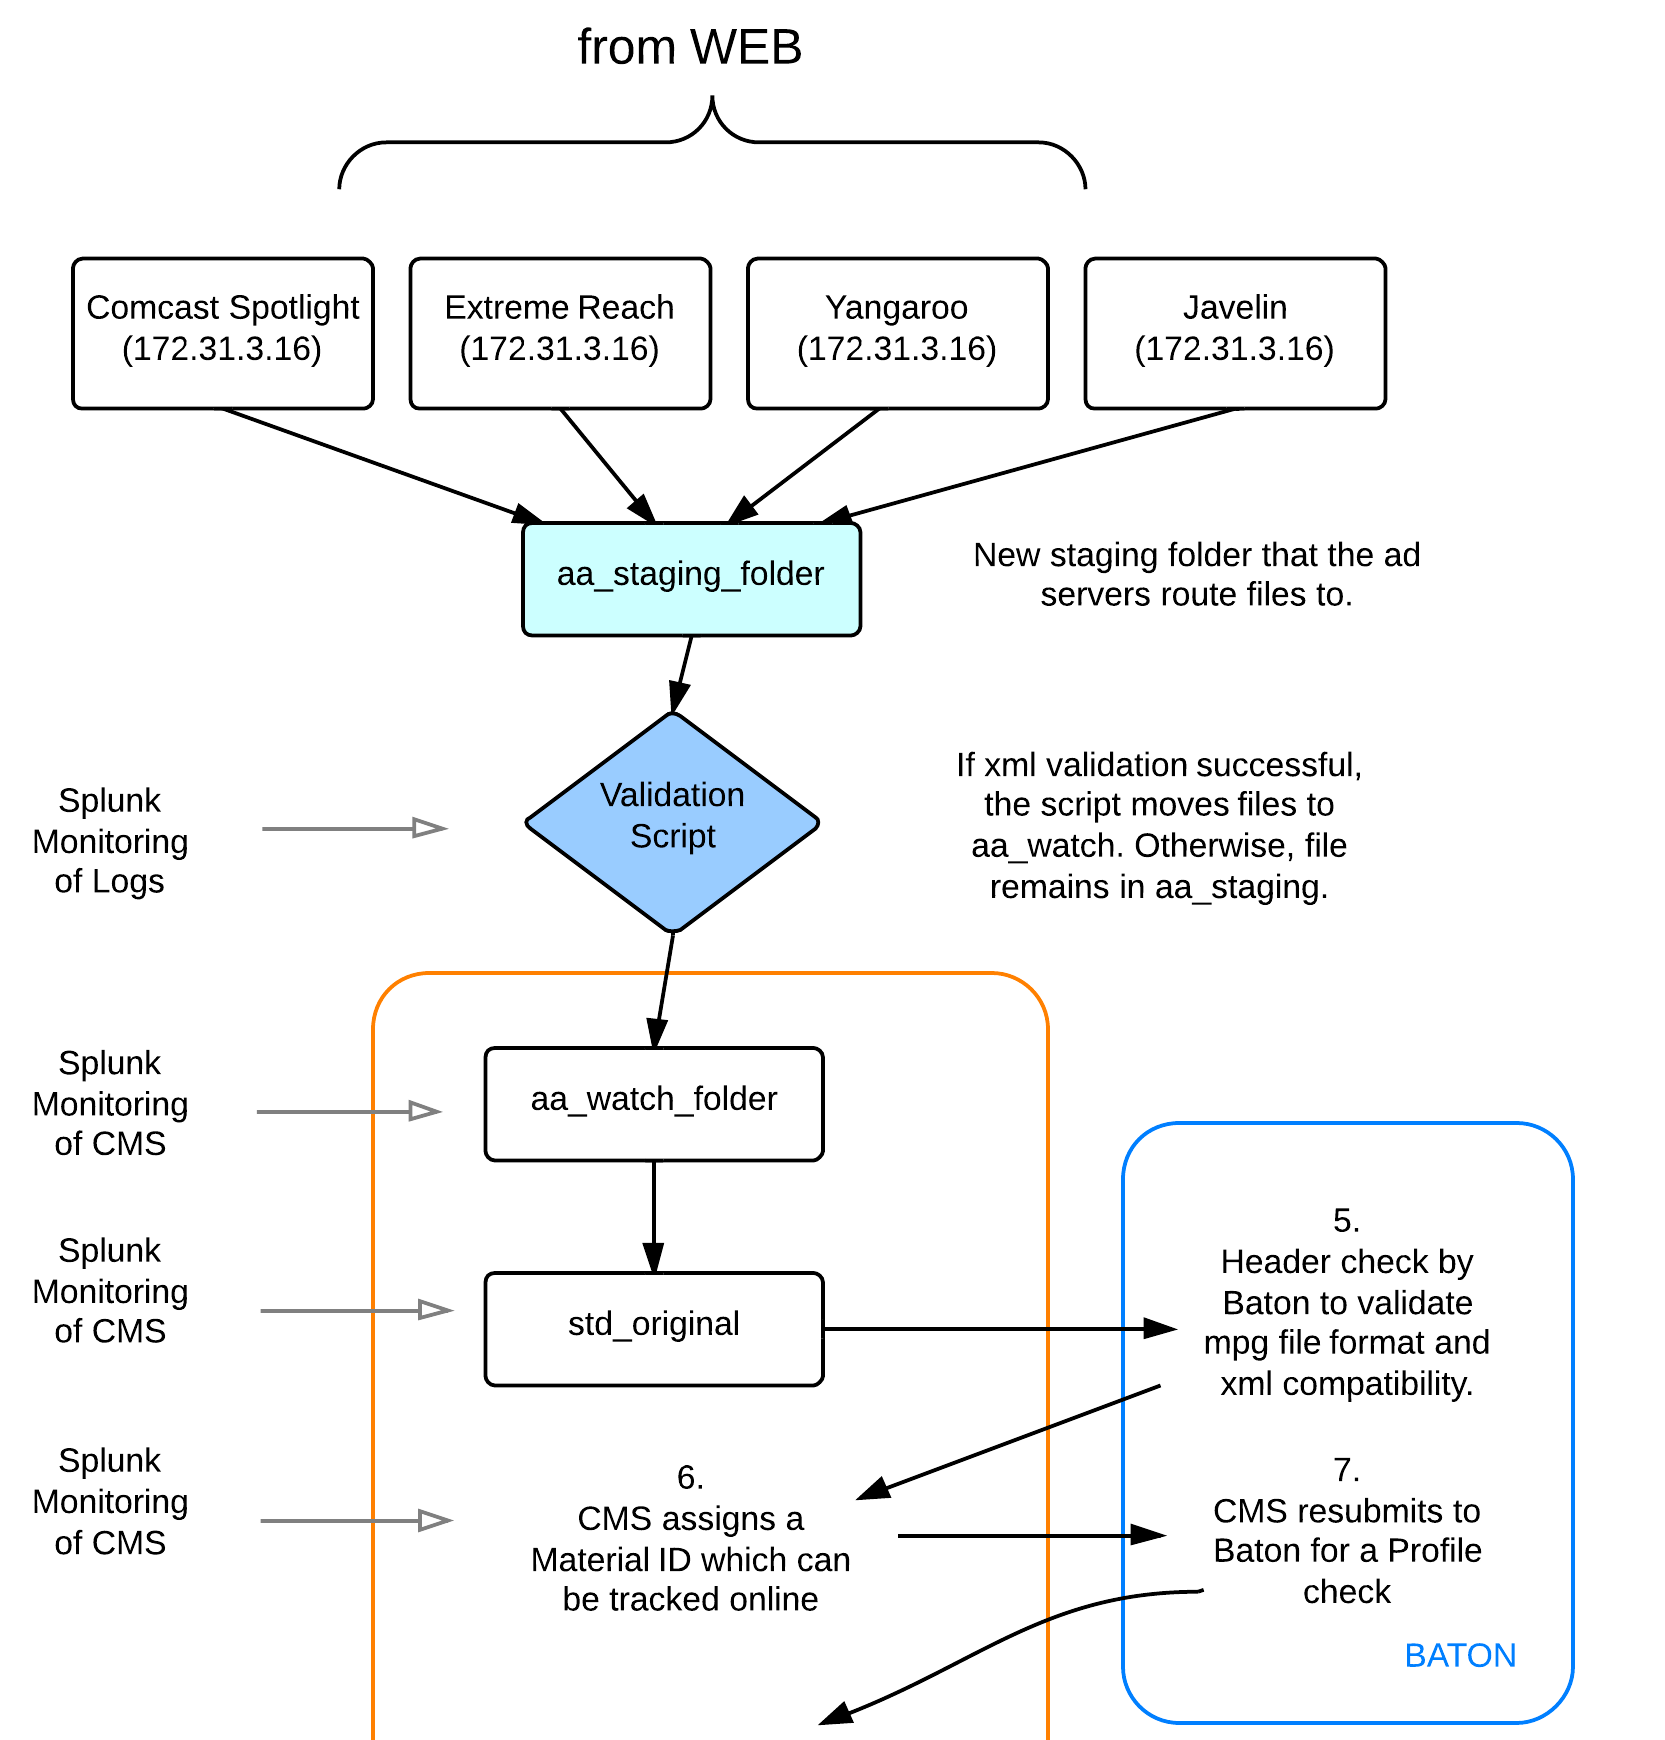 from WEB
Comcast Spotlight
(172.31.3.16)
Extreme Reach
(172.31.3.16)
Yangaroo
(172.31.3.16)
Javelin
(172.31.3.16)
aa_staging_folder
New staging folder that the ad
servers route files to.
Validation
Script
If xml validation successful,
the script moves files to
aa_watch. Otherwise, file
remains in aa_staging.
Splunk
Monitoring
of Logs
Splunk
Monitoring
of CMS
aa_watch_folder
Splunk
Monitoring
of CMS
std_original
5.
Header check by
Baton to validate
mpg file format and
xml compatibility.
Splunk
Monitoring
of CMS
6.
CMS assigns a
Material ID which can
be tracked online
7.
CMS resubmits to
Baton for a Profile
check
BATON